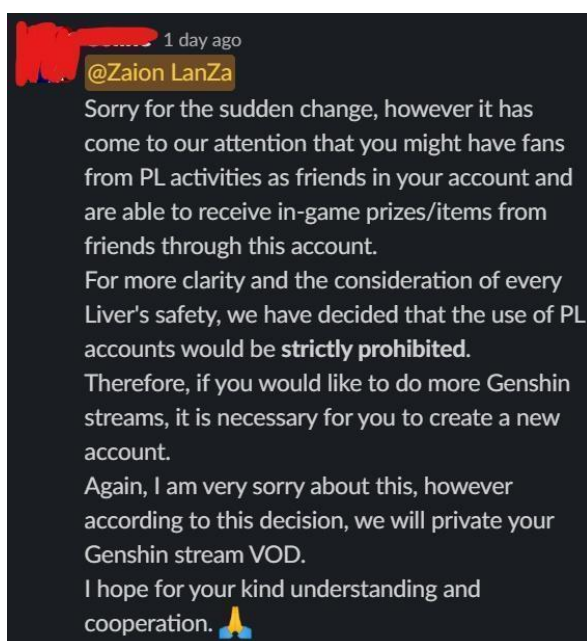 1 day ago
@Zaion LanZa
Sorry for the sudden change, however it has
come to our attention that you might have fans
from PL activities as friends in your account and
are able to receive in-game prizes/items from
friends through this account.
For more clarity and the consideration of every
Liver's safety, we have decided that the use of PL
accounts would be strictly prohibited.
Therefore, if you would like to do more Genshin
streams, it is necessary for you to create a new
account.
Again, I am very sorry about this, however
according to this decision, we will private your
Genshin stream VOD.
I hope for your kind understanding and
cooperation. 🙏